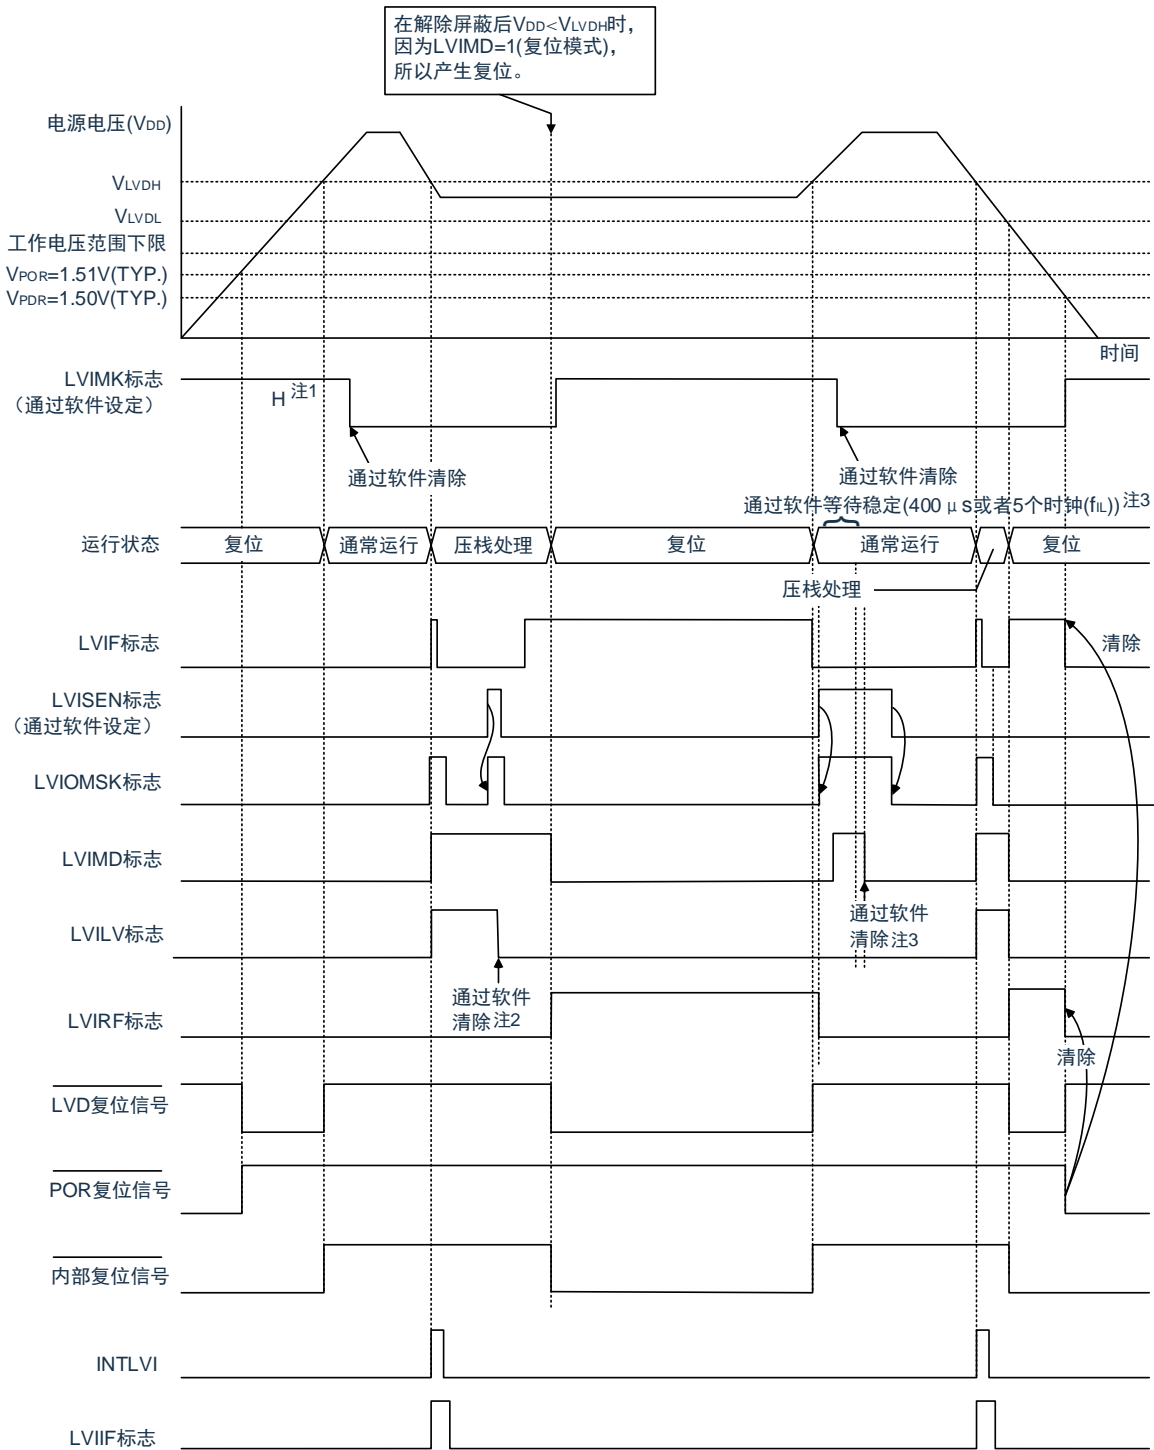 在解除屏蔽后VDD<VLVDH时，
因为LVIMD=1(复位模式)，
所以产生复位。
电源电压(VDD)
VLVDH
VLVDL
工作电压范围下限
VPOR=1.51V(TYP.)
VPDR=1.50V(TYP.)
时间
LVIMK标志
（通过软件设定）
H 注1
通过软件清除
通过软件清除
通过软件等待稳定(400 μ s或者5个时钟(fIL)) 注3
运行状态
复位
通常运行
压栈处理
复位
通常运行
复位
压栈处理
LVIF标志
清除
LVISEN标志
（通过软件设定）
LVIOMSK标志
LVIMD标志
通过软件
清除注3
LVILV标志
通过软件
清除注2
LVIRF标志
清除
LVD复位信号
POR复位信号
内部复位信号
INTLVI
LVIIF标志